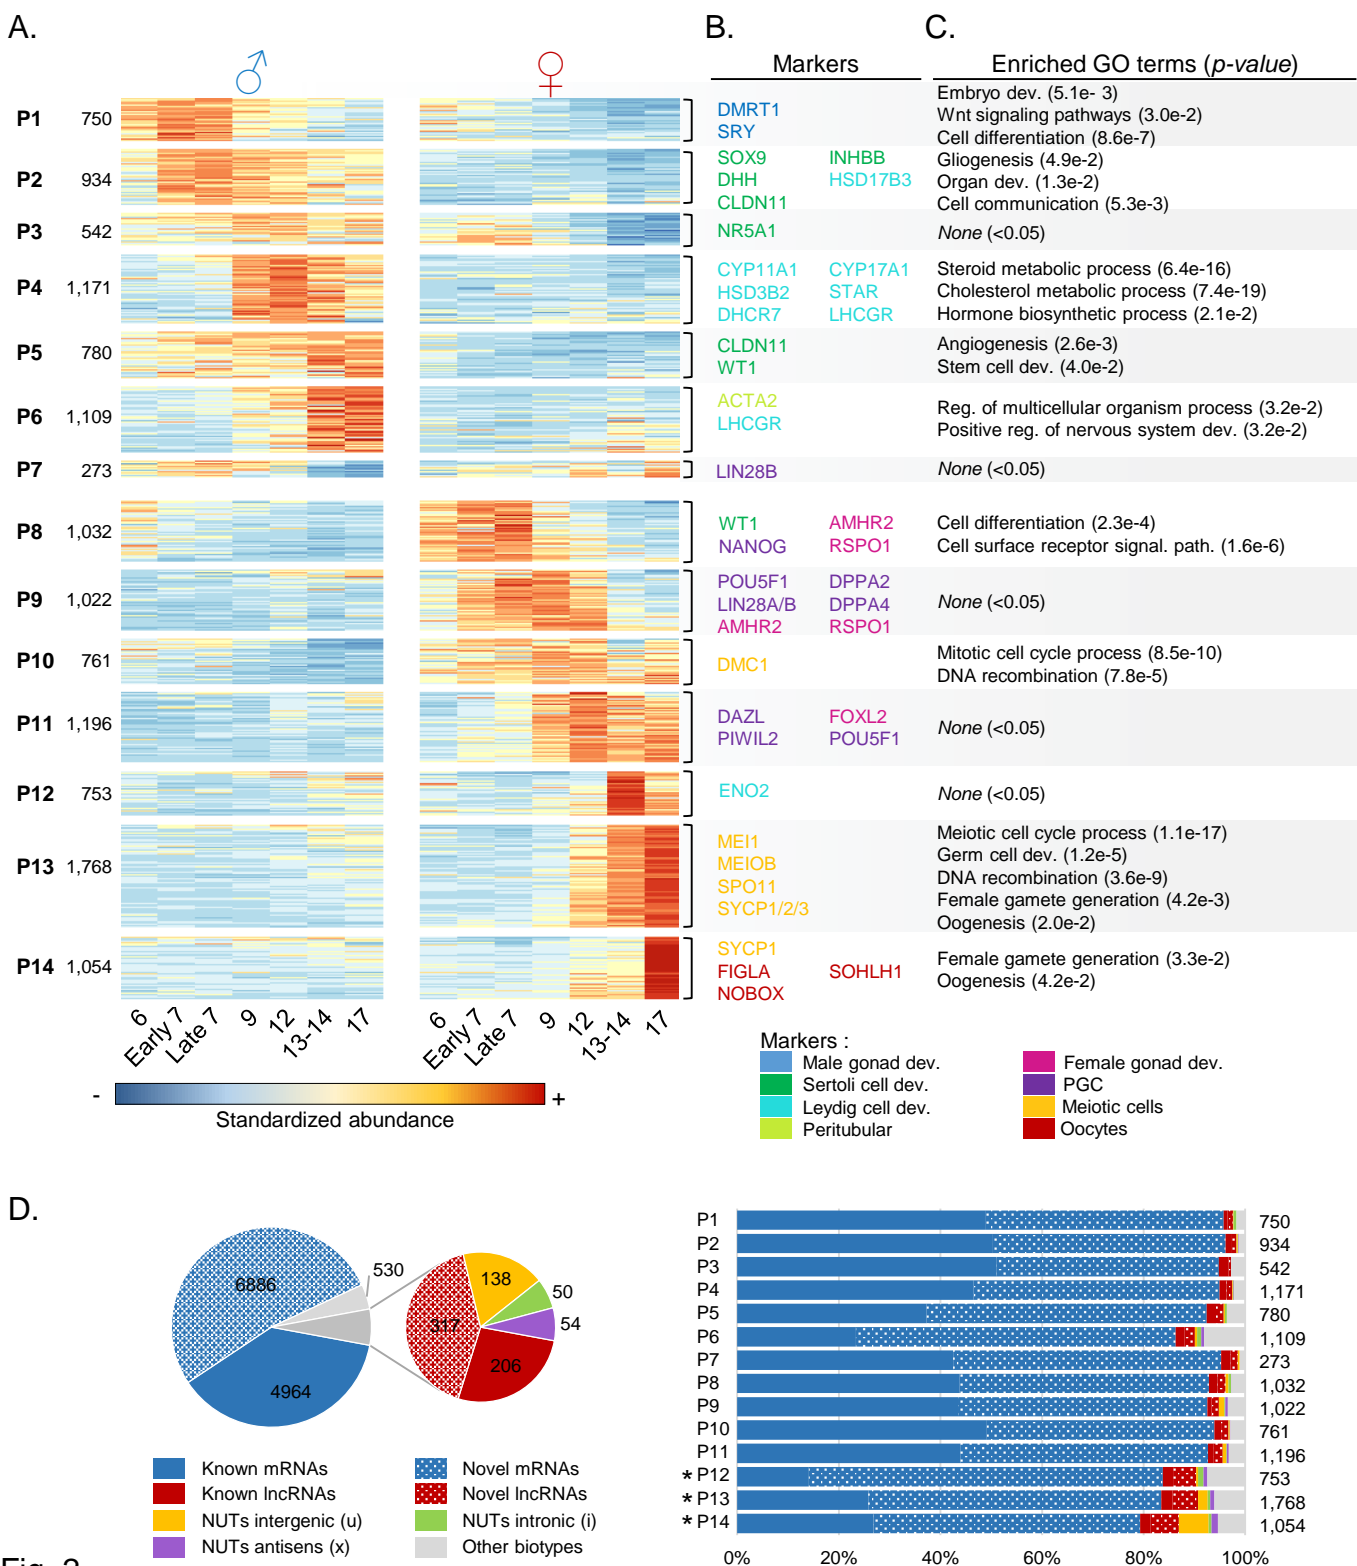 A.
B.
C.
♂
♀
Markers
Enriched GO terms (p-value)
P1 750
DMRT1
SRY
Embryo dev. (5.1e- 3)
Wnt signaling pathways (3.0e-2)
Cell differentiation (8.6e-7)
P2 934
SOX9 INHBB
DHH HSD17B3
CLDN11
Gliogenesis (4.9e-2)
Organ dev. (1.3e-2)
Cell communication (5.3e-3)
P3 542
NR5A1
None (<0.05)
P4 1,171
CYP11A1 CYP17A1
HSD3B2 STAR
DHCR7 LHCGR
Steroid metabolic process (6.4e-16)
Cholesterol metabolic process (7.4e-19)
Hormone biosynthetic process (2.1e-2)
P5 780
CLDN11
WT1
Angiogenesis (2.6e-3)
Stem cell dev. (4.0e-2)
P6 1,109
ACTA2
LHCGR
Reg. of multicellular organism process (3.2e-2)
Positive reg. of nervous system dev. (3.2e-2)
P7 273
LIN28B
None (<0.05)
P8 1,032
WT1 AMHR2
NANOG RSPO1
Cell differentiation (2.3e-4)
Cell surface receptor signal. path. (1.6e-6)
P9 1,022
POU5F1 DPPA2
LIN28A/B DPPA4
AMHR2 RSPO1
None (<0.05)
P10 761
DMC1
Mitotic cell cycle process (8.5e-10)
DNA recombination (7.8e-5)
P11 1,196
DAZL FOXL2
PIWIL2 POU5F1
None (<0.05)
P12 753
ENO2
None (<0.05)
P13 1,768
MEI1
MEIOB
SPO11
SYCP1/2/3
Meiotic cell cycle process (1.1e-17)
Germ cell dev. (1.2e-5)
DNA recombination (3.6e-9)
Female gamete generation (4.2e-3)
Oogenesis (2.0e-2)
P14 1,054
SYCP1
FIGLA SOHLH1
NOBOX
Female gamete generation (3.3e-2)
Oogenesis (4.2e-2)
6 Early 7 Late 7 9 12 13-14 17
6 Early 7 Late 7 9 12 13-14 17
- +
Standardized abundance
Markers :
Male gonad dev. Female gonad dev.
Sertoli cell dev. PGC
Leydig cell dev. Meiotic cells
Peritubular Oocytes
D.
6886
530
4964
138
50
54
206
317
Known mRNAs Novel mRNAs
Known lncRNAs Novel lncRNAs
NUTs intergenic (u) NUTs intronic (i)
NUTs antisens (x) Other biotypes
P1 750
P2 934
P3 542
P4 1,171
P5 780
P6 1,109
P7 273
P8 1,032
P9 1,022
P10 761
P11 1,196
* P12 753
* P13 1,768
* P14 1,054
0% 20% 40% 60% 80% 100%
Fig. 2